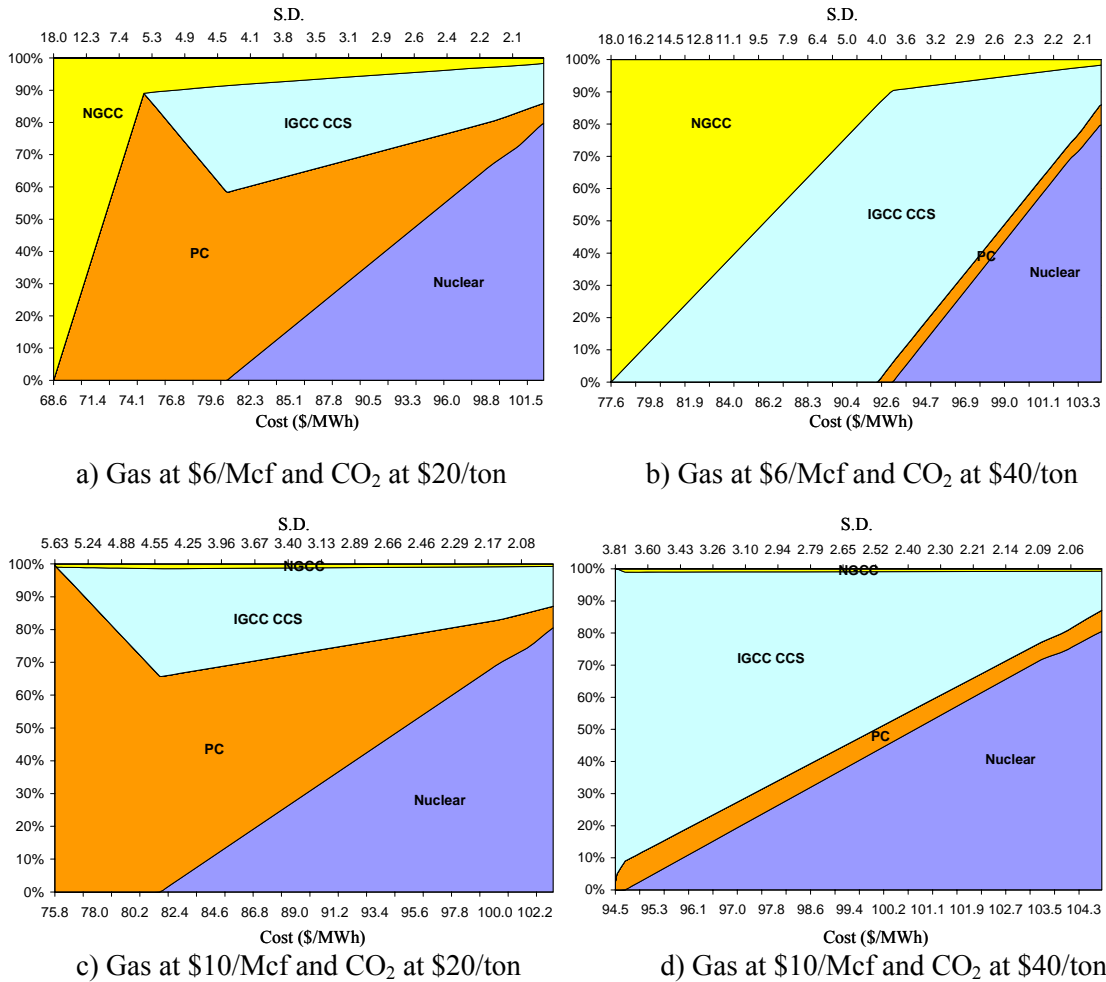 S.D.
18.0 12.3 7.4 5.3 4.9 4.5 3.8 3.5 3.1 2.9 2.6 2.4 2.2 2.1
100%
90%
80%
70%
60%
50%
40%
30%
20%
10%
0%
NGCC
IGCC CCS
PC
Nuclear
68.6 71.4 74.1 76.8 79.6 82.3 85.1 87.8 90.5 93.3 96.0 98.8 101.5
Cost ($/MWh)
a) Gas at $6/Mcf and CO2 at $20/ton
S.D.
18.0 16.2 14.5 12.8 11.1 9.5 7.9 6.4 5.0 4.0 3.6 3.2 2.9 2.6 2.3 2.2 2.1
100%
90%
80%
70%
60%
50%
40%
30%
20%
10%
0%
NGCC
IGCC CCS
PC
Nuclear
77.6 79.8 81.9 84.0 86.2 88.3 90.4 92.6 94.7 96.9 99.0 101.1 103.3
Cost ($/MWh)
b) Gas at $6/Mcf and CO2 at $40/ton
S.D.
5.63 5.24 4.88 4.55 4.25 3.96 3.67 3.40 3.13 2.89 2.66 2.46 2.29 2.17 2.08
100%
90%
80%
70%
60%
50%
40%
30%
20%
10%
0%
NGCC
IGCC CCS
PC
Nuclear
75.8 78.0 80.2 82.4 84.6 86.8 89.0 91.2 93.4 95.6 97.8 100.0 102.2
Cost ($/MWh)
c) Gas at $10/Mcf and CO2 at $20/ton
S.D.
3.81 3.60 3.43 3.26 3.10 2.94 2.79 2.65 2.52 2.40 2.30 2.21 2.14 2.09 2.06
100%
90%
80%
70%
60%
50%
40%
30%
20%
10%
0%
NGCC
IGCC CCS
PC
Nuclear
94.5 95.3 96.1 97.0 97.8 98.6 99.4 100.2 101.1 101.9 102.7 103.5 104.3
Cost ($/MWh)
d) Gas at $10/Mcf and CO2 at $40/ton